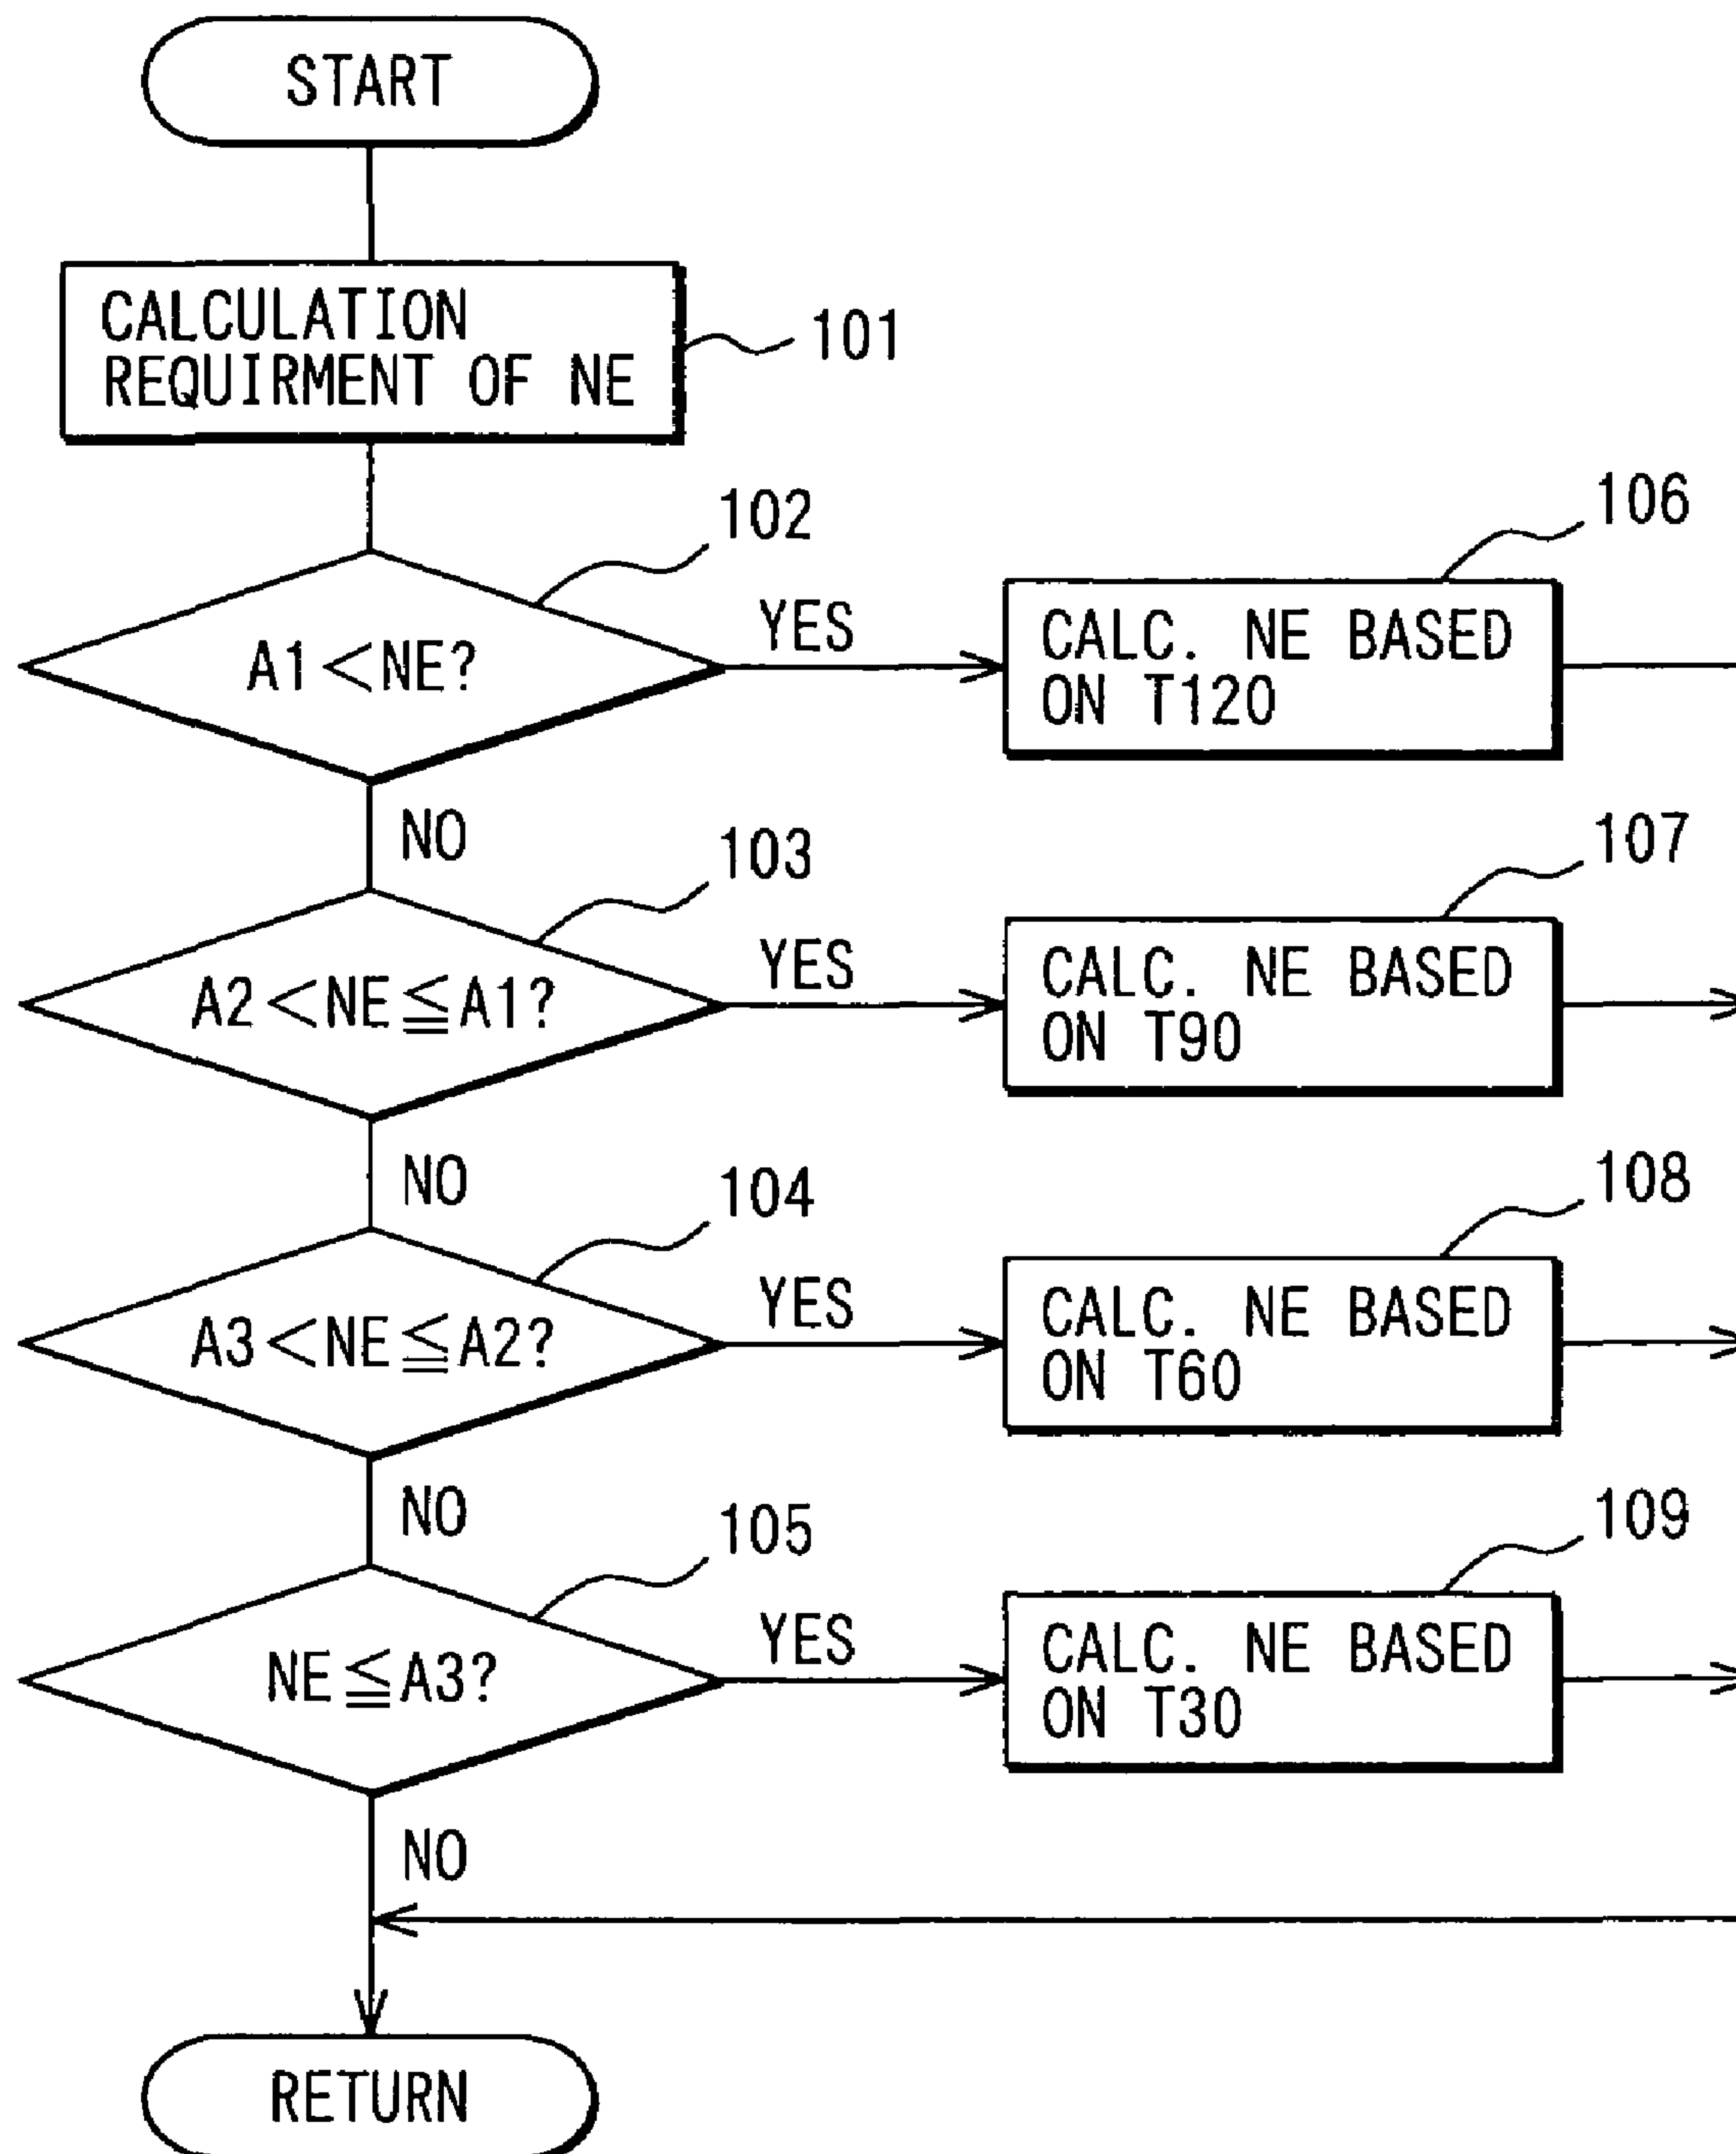 START
CALCULATION
REQUIRMENT OF NE
101
102
A1<NE?
YES
106
CALC. NE BASED
ON T120
NO
103
A2<NE≦A1?
YES
107
CALC. NE BASED
ON T90
NO
104
A3<NE≦A2?
YES
108
CALC. NE BASED
ON T60
NO
105
NE≦A3?
YES
109
CALC. NE BASED
ON T30
NO
RETURN